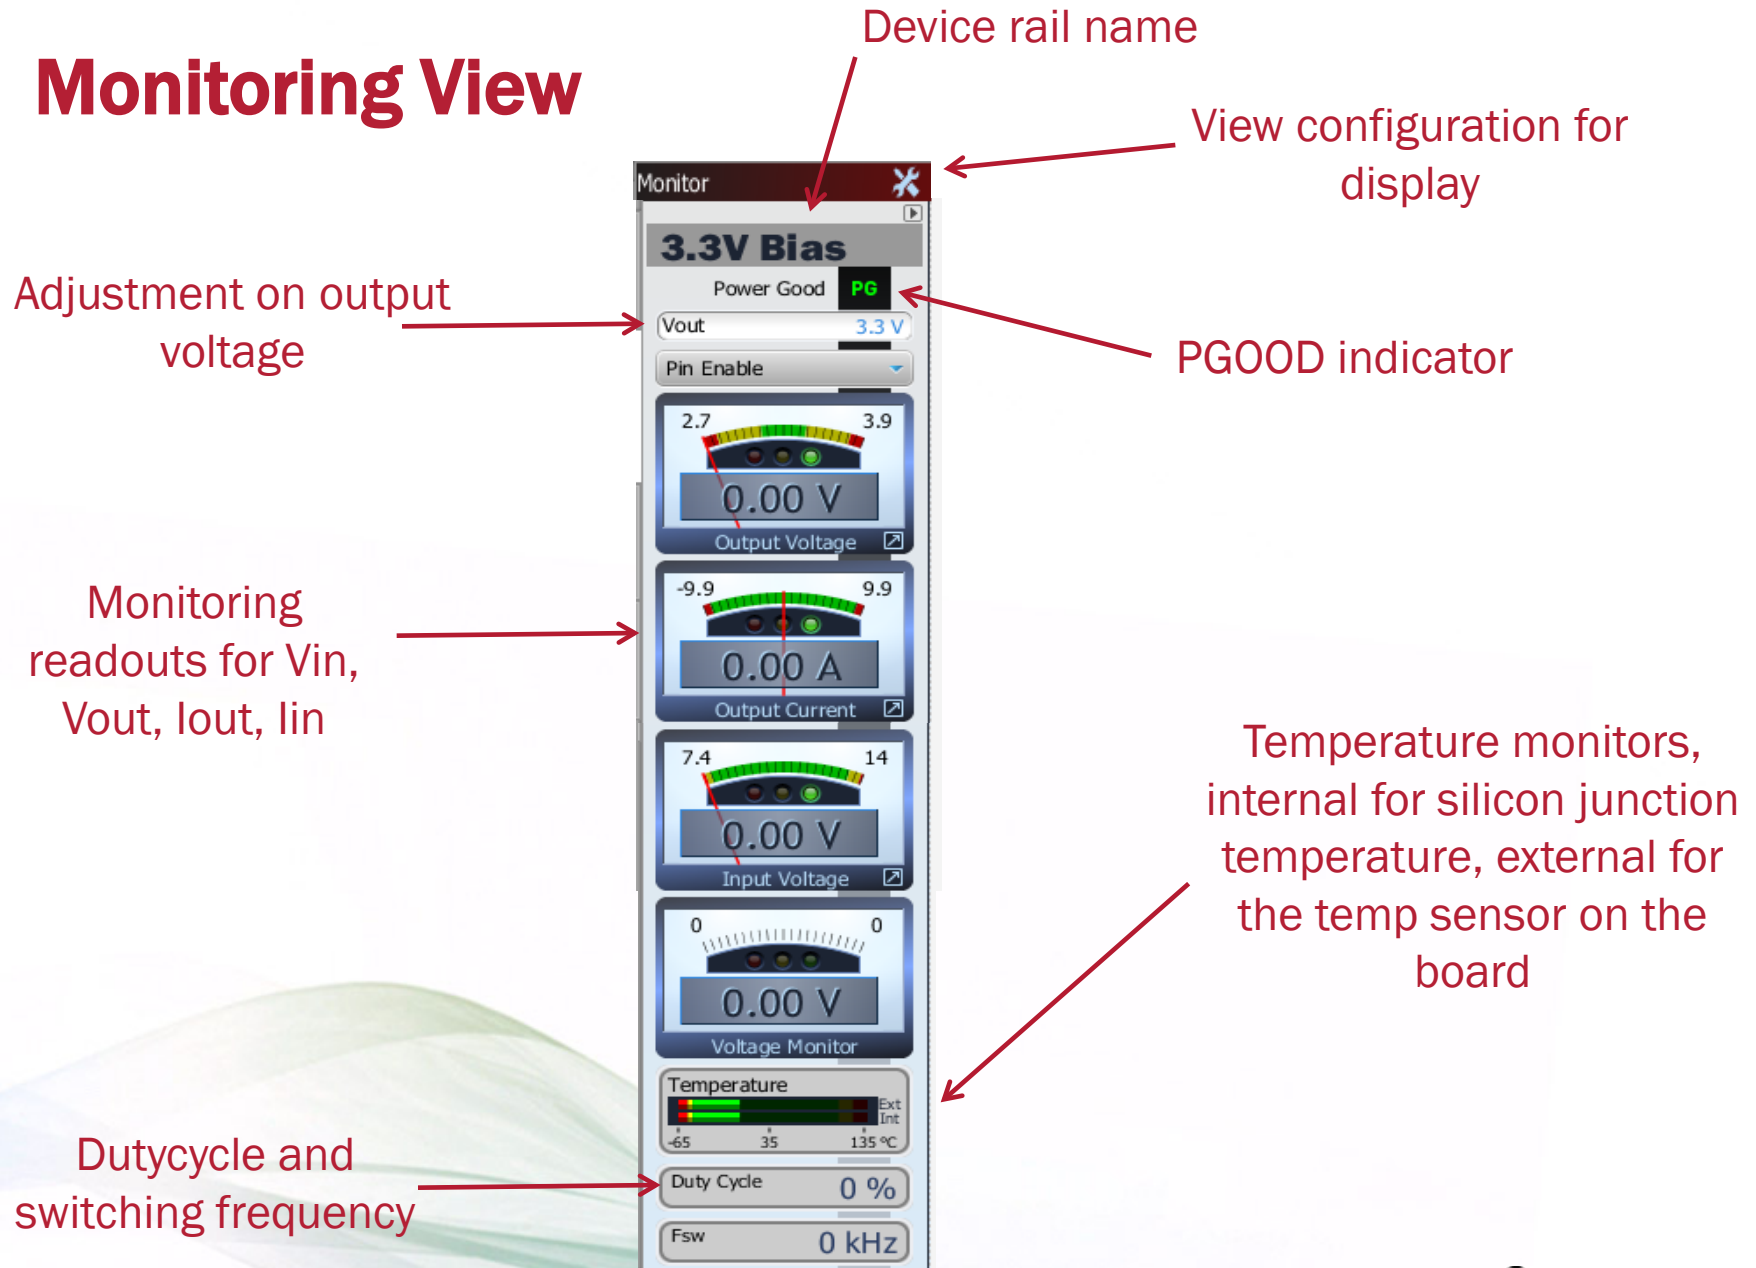 Monitoring View
Device rail name
View configuration for
display
Adjustment on output
voltage
PGOOD indicator
Monitoring
readouts for Vin,
Vout, Iout, Iin
Temperature monitors,
internal for silicon junction
temperature, external for
the temp sensor on the
board
Dutycycle and
switching frequency
Monitor
3.3V Bias
Power Good PG
Vout 3.3 V
Pin Enable
2.7 3.9
0.00 V
Output Voltage
-9.9 9.9
0.00 A
Output Current
7.4 14
0.00 V
Input Voltage
0 0
0.00 V
Voltage Monitor
Temperature
Ext
Int
-65 35 135 ºC
Duty Cycle 0 %
Fsw 0 kHz